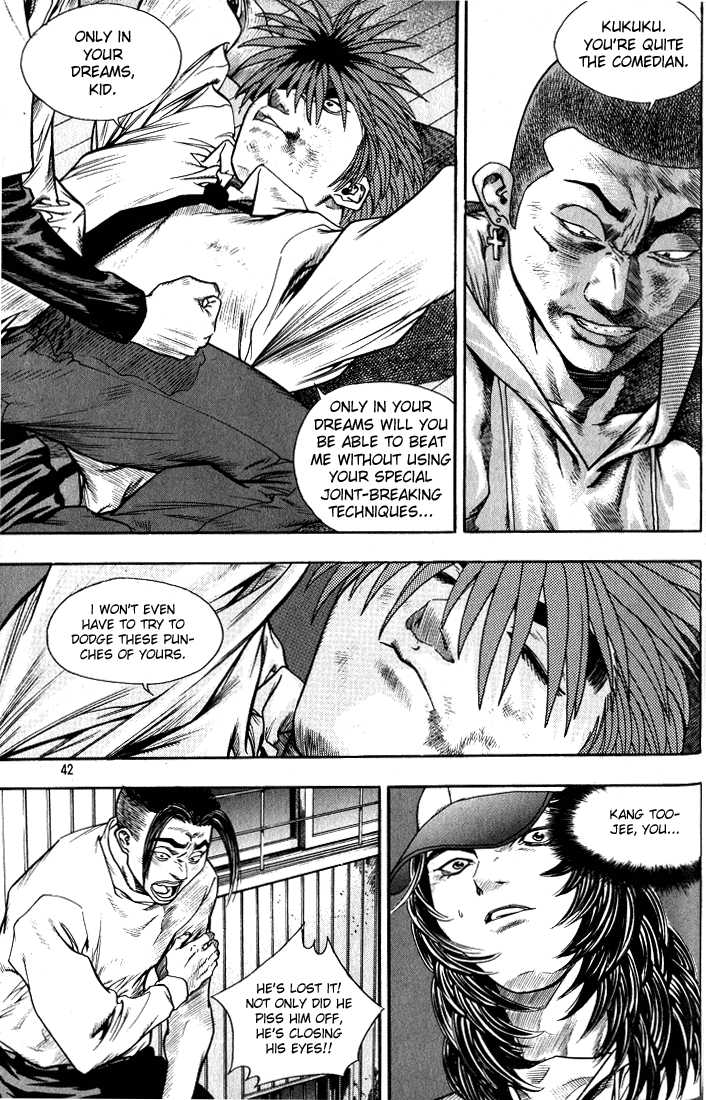 ONLY IN
YOUR
DREAMS,
KID.
KUKUKU.
YOU'RE QUITE
THE COMEDIAN.
ONLY IN YOUR
DREAMS WILL YOU
BE ABLE TO BEAT
ME WITHOUT USING
YOUR SPECIAL
JOINT-BREAKING
TECHNIQUES...
I WON'T EVEN
HAVE TO TRY TO
DODGE THESE PUN-
CHES OF YOURS.
42
HE'S LOST IT!
NOT ONLY DID HE
PISS HIM OFF,
HE'S CLOSING
HIS EYES!!
KANG TOO-
JEE, YOU...